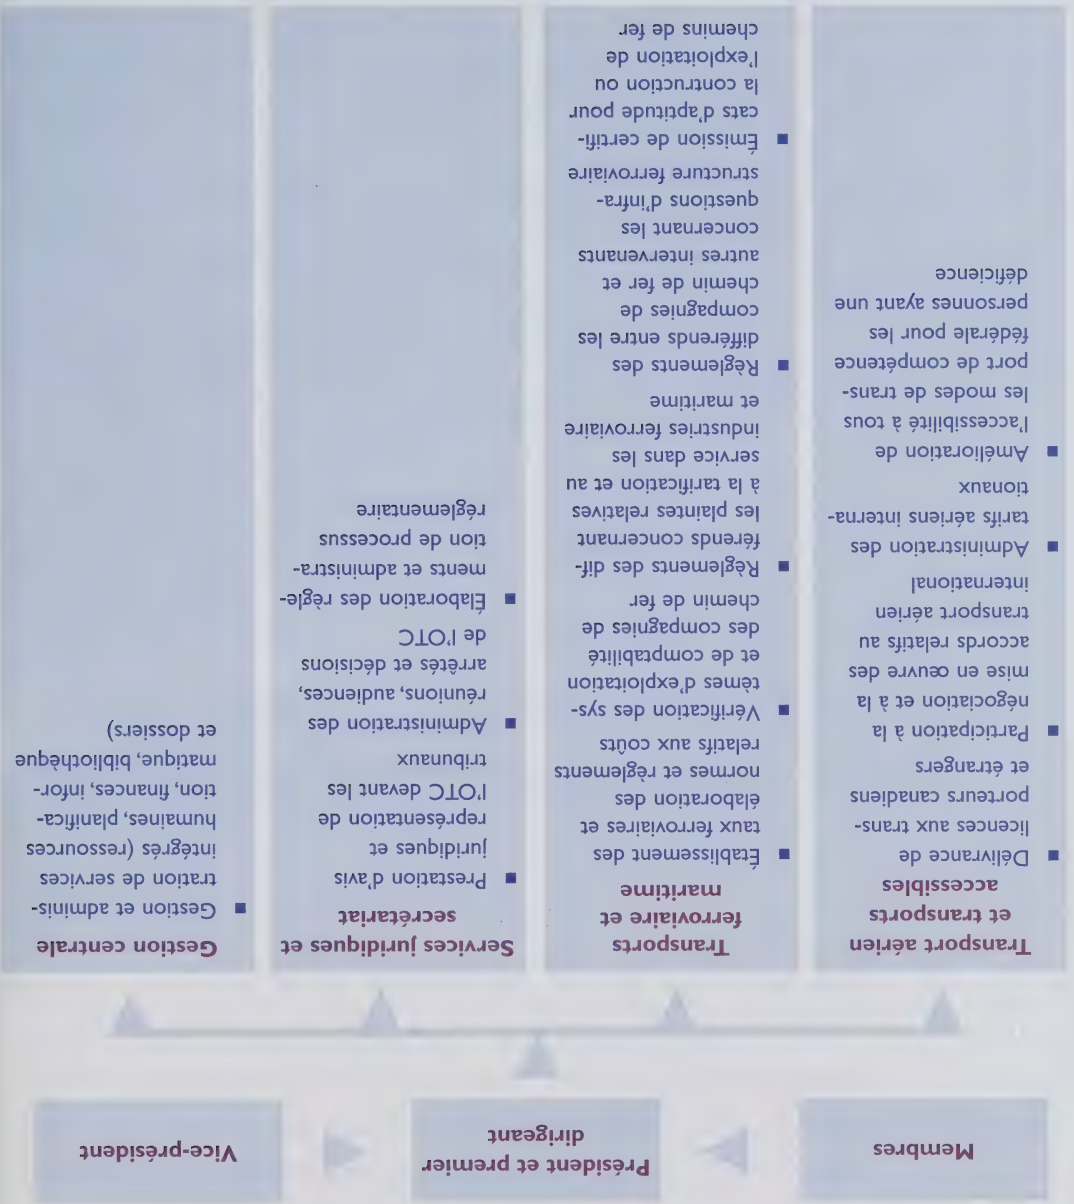 Membres
Président et premier
dirigeant
Vice-président
Transport aérien
et transports
accessibles
■ Délivrance de
licences aux trans-
porteurs canadiens
et étrangers
■ Participation à la
négociation et à la
mise en œuvre des
accords relatifs au
transport aérien
international
■ Administration des
tarifs aériens interna-
tionaux
■ Amélioration de
l'accessibilité à tous
les modes de trans-
port de compétence
fédérale pour les
personnes ayant une
déficience
Transports
ferroviaire et
maritime
■ Établissement des
taux ferroviaires et
élaboration des
normes et règlements
relatifs aux coûts
■ Vérification des sys-
tèmes d'exploitation
et de comptabilité
des compagnies de
chemin de fer
■ Règlements des dif-
férends concernant
les plaintes relatives
à la tarification et au
service dans les
industries ferroviaire
et maritime
■ Règlements des
différends entre les
compagnies de
chemin de fer et
autres intervenants
concernant les
questions d'infra-
structure ferroviaire
■ Émission de certifi-
cats d'aptitude pour
la contruction ou
l'exploitation de
chemins de fer
Services juridiques et
secrétariat
■ Prestation d'avis
juridiques et
représentation de
l'OTC devant les
tribunaux
■ Administration des
réunions, audiences,
arrêtés et décisions
de l'OTC
■ Élaboration des règle-
ments et administra-
tion de processus
réglementaire
Gestion centrale
■ Gestion et adminis-
tration de services
intégrés (ressources
humaines, planifica-
tion, finances, infor-
matique, bibliothèque
et dossiers)